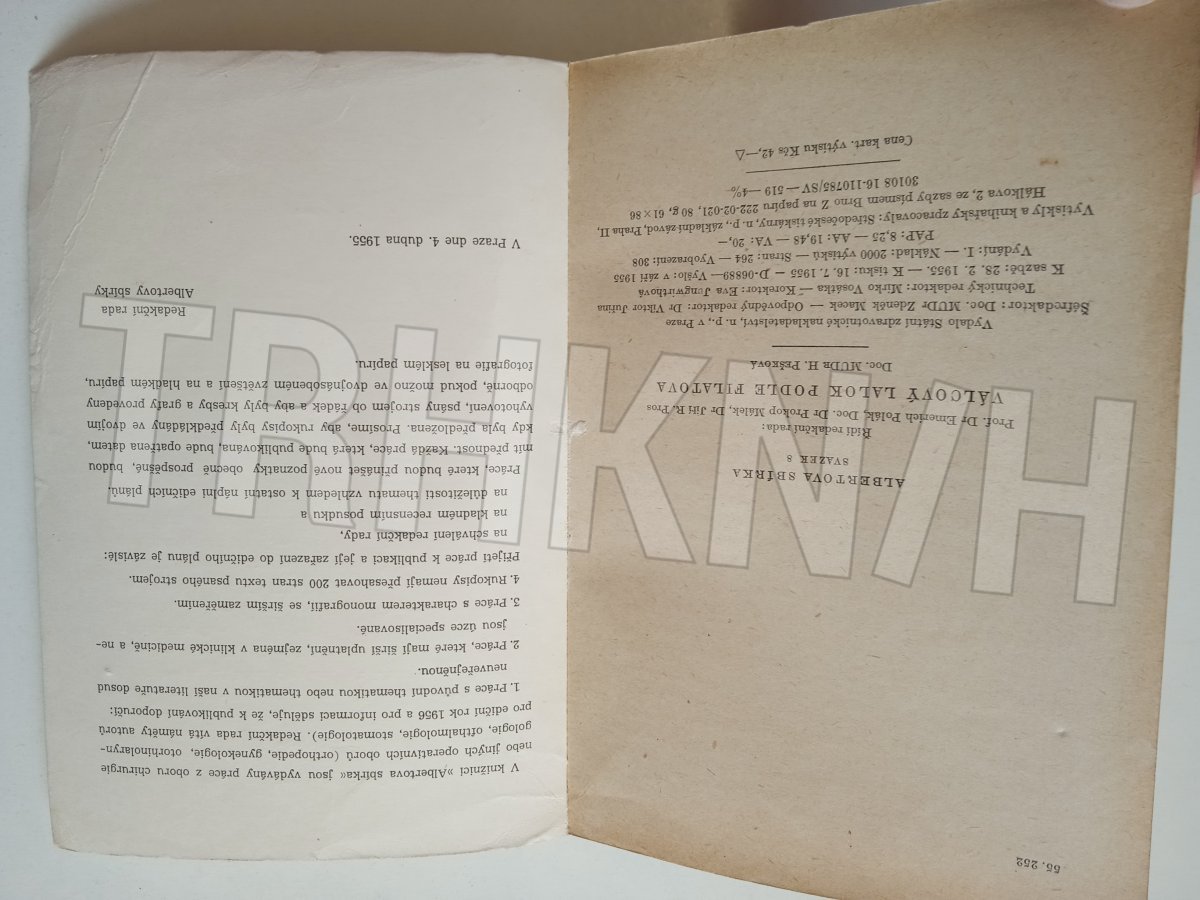 55. 252
ALBERTOVA SBÍRKA
SVAZEK 8
Řídí redakční rada:
Prof. Dr Emerich Polák, Doc. Dr Prokop Málek, Dr Jiří R. Pros
VÁLCOVÝ LALOK PODLE FILATOVA
Doc. MUDr H. Pešková
Vydalo Státní zdravotnické nakladatelství, n. p., v Praze
Šéfredaktor: Doc. MUDr Zdeněk Macek — Odpovědný redaktor: Dr Viktor Juřina
Technický redaktor: Mirko Vosátka — Korektor: Eva Jungwirthová
K sazbě: 28. 2. 1955. — K tisku: 16. 7. 1955 — D-06889— Vyšlo: v září 1955
Vydání: I. — Náklad: 2000 výtisků — Stran: 264 — Vyobrazení: 308
PAP: 8,25 — AA: 19,48 — VA: 20,—
Vytiskly a knihařsky zpracovaly: Středočeské tiskárny, n. p., základní závod, Praha II,
Hálkova 2, ze sazby písmem Brno Z na papíru 222-02-021, 80 g, 61 × 86
30108 16-110785/SV — 519 —4%
Cena kart. výtisku Kčs 42,—△
V knižnici »Albertova sbírka« jsou vydávány práce z oboru chirurgie
nebo jiných operativních oborů (orthopedie, gynekologie, otorhinolaryn-
gologie, ofthalmologie, stomatologie). Redakční rada vítá náměty autorů
pro ediční rok 1956 a pro informaci sděluje, že k publikování doporučí:
1. Práce s původní thematikou nebo thematikou v naší literatuře dosud
neuveřejněnou.
2. Práce, které mají širší uplatnění, zejména v klinické medicině, a ne-
jsou úzce specialisované.
3. Práce s charakterem monografií, se širším zaměřením.
4. Rukopisy nemají přesahovat 200 stran textu psaného strojem.
Přijetí práce k publikaci a její zařazení do edičního plánu je závislé:
na schválení redakční rady,
na kladném recensním posudku a
na důležitosti thematu vzhledem k ostatní náplni edičních plánů.
Práce, které budou přinášet nové poznatky obecně prospěšné, budou
mít přednost. Každá práce, která bude publikována, bude opatřena datem,
kdy byla předložena. Prosíme, aby rukopisy byly předkládány ve dvojím
vyhotovení, psány strojem ob řádek a aby byly kresby a grafy provedeny
odborně, pokud možno ve dvojnásobeném zvětšení a na hladkém papíru,
fotografie na lesklém papíru.
Redakční rada
Albertovy sbírky
V Praze dne 4. dubna 1955.
TRHKNIH